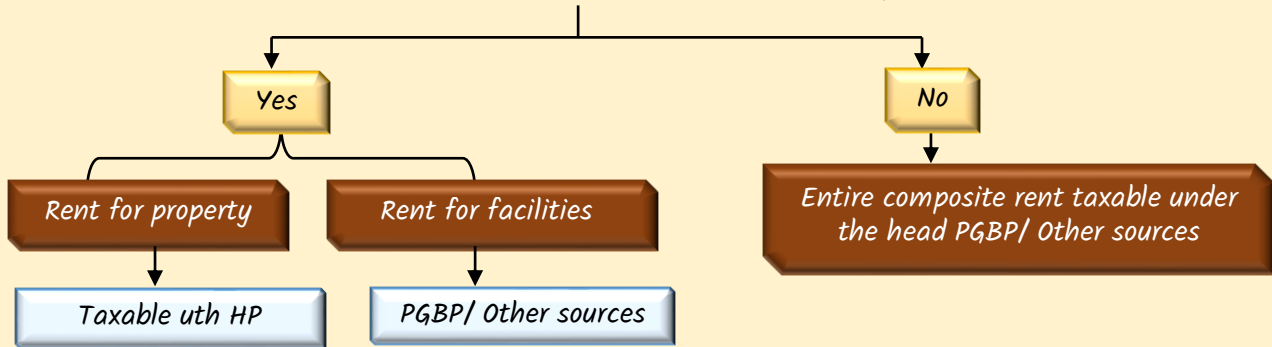 Yes
No
Rent for property
Rent for facilities
Entire composite rent taxable under
the head PGBP/ Other sources
Taxable uth HP
PGBP/ Other sources